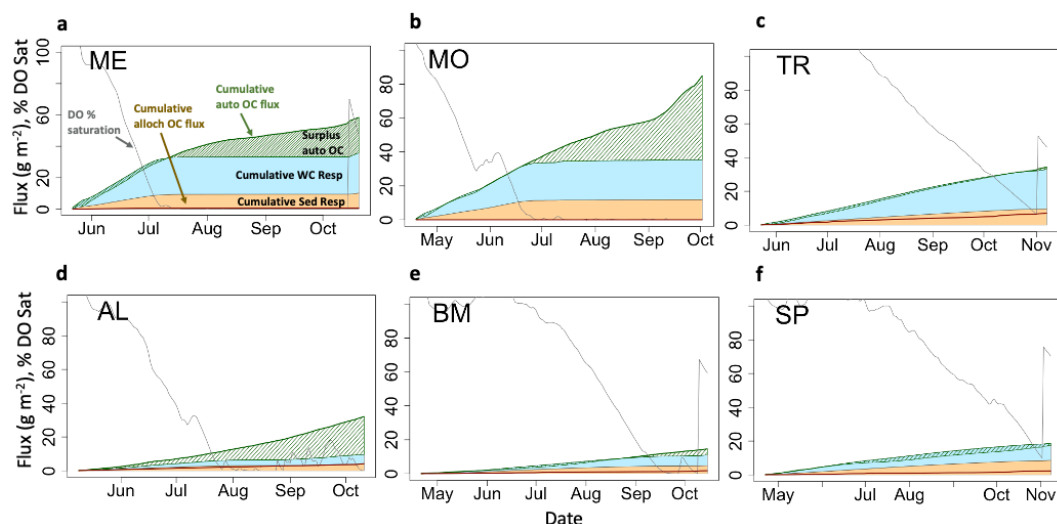 a
ME
Flux (g m⁻²), % DO Sat
100
80
60
40
20
0
DO %
saturation
Cumulative
alloch OC flux
Cumulative
auto OC flux
Surplus
auto OC
Cumulative WC Resp
Cumulative Sed Resp
Jun
Jul
Aug
Sep
Oct
b
MO
80
60
40
20
0
May
Jun
Jul
Aug
Sep
Oct
c
TR
80
60
40
20
0
Jun
Jul
Aug
Sep
Oct
Nov
d
AL
Flux (g m⁻²), % DO Sat
80
60
40
20
0
Jun
Jul
Aug
Sep
Oct
e
BM
80
60
40
20
0
May
Jun
Jul
Aug
Sep
Oct
f
SP
80
60
40
20
0
May
Jul
Aug
Oct
Nov
Date